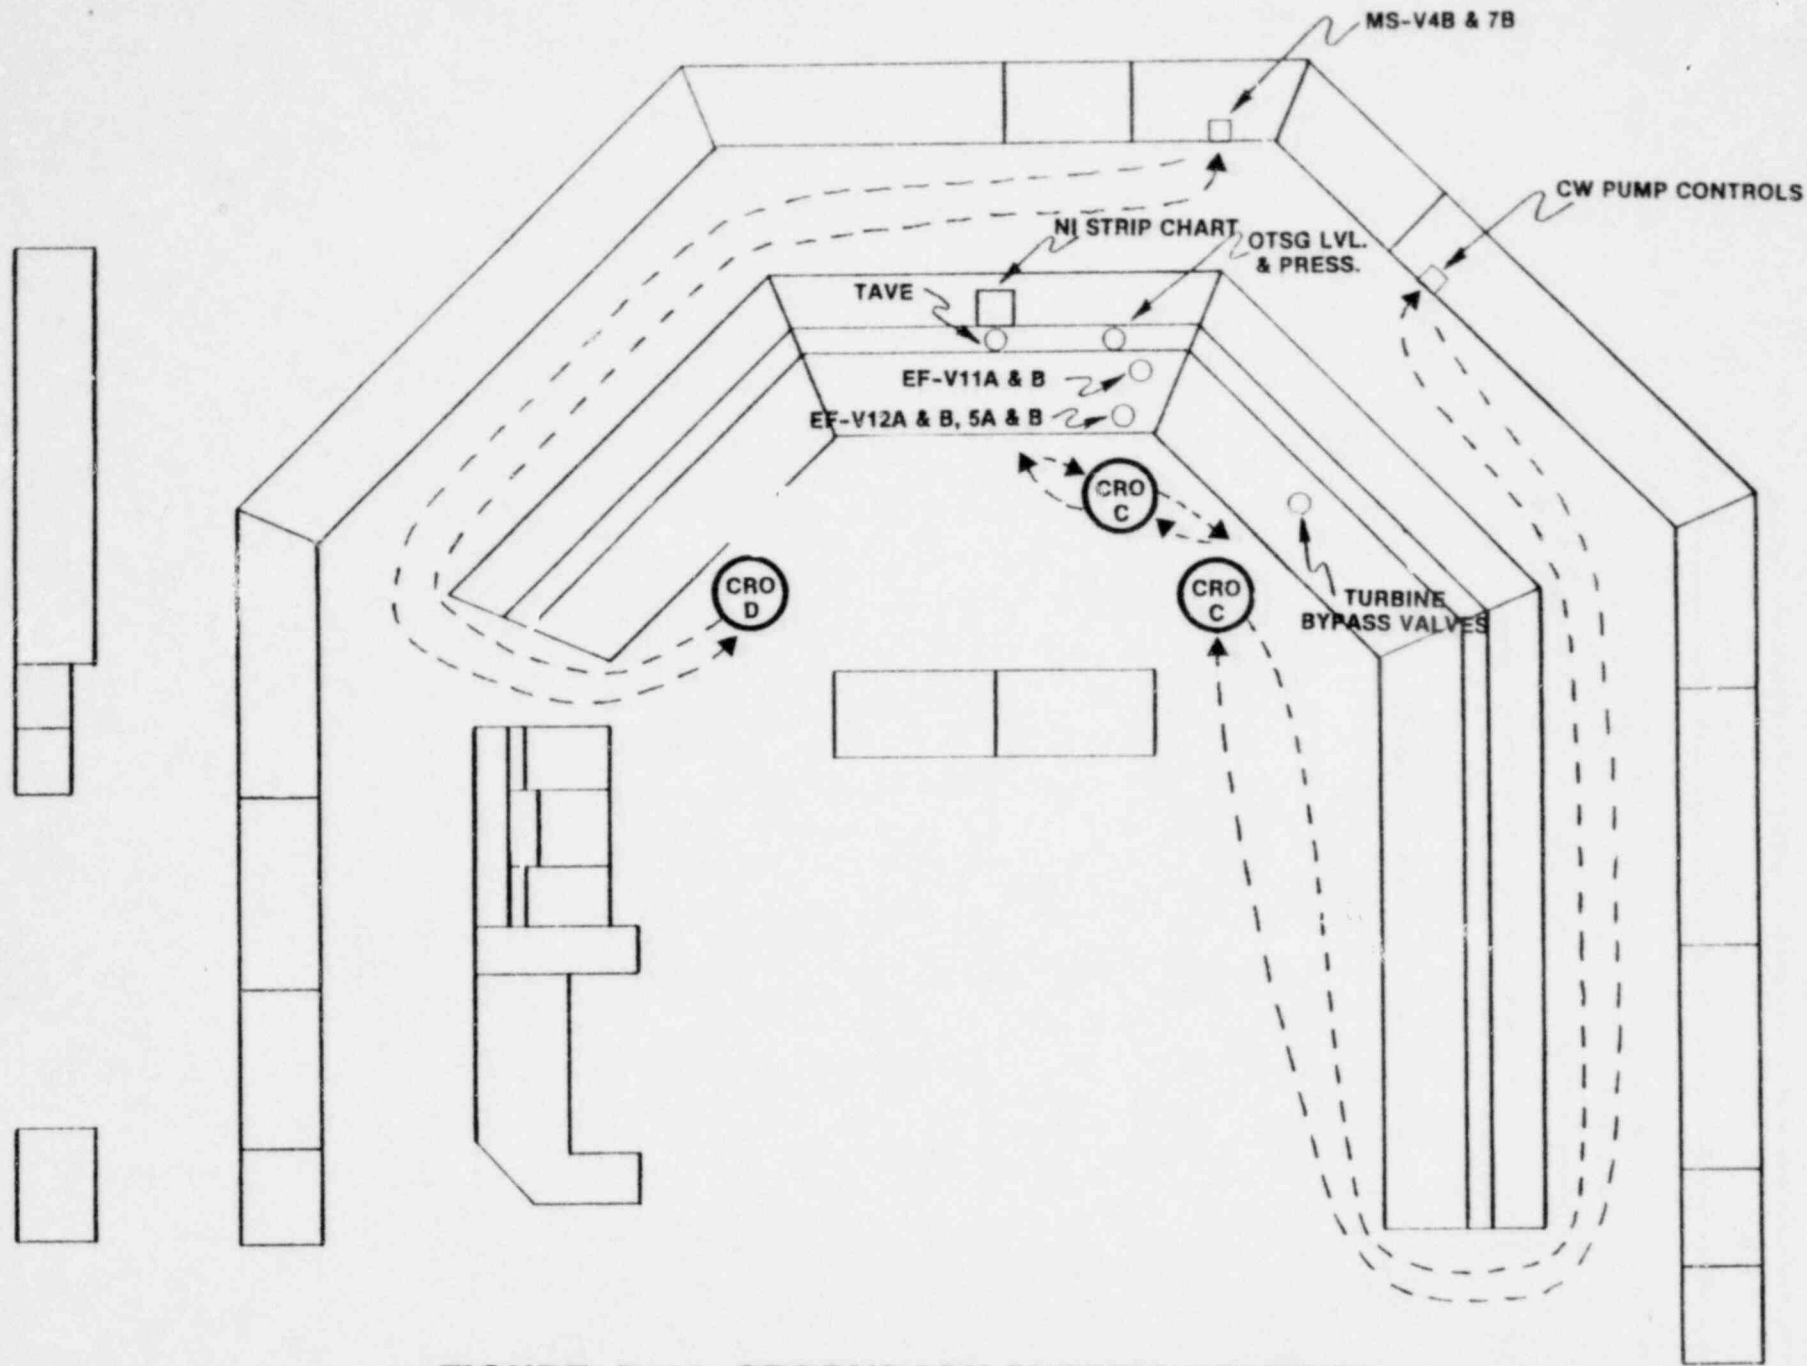 MS-V4B & 7B
CW PUMP CONTROLS
NI STRIP CHART
OTSG LVL.
& PRESS.
TAVE
EF-V11A & B
EF-V12A & B, 5A & B
CRO
C
CRO
D
CRO
C
TURBINE
BYPASS VALVES